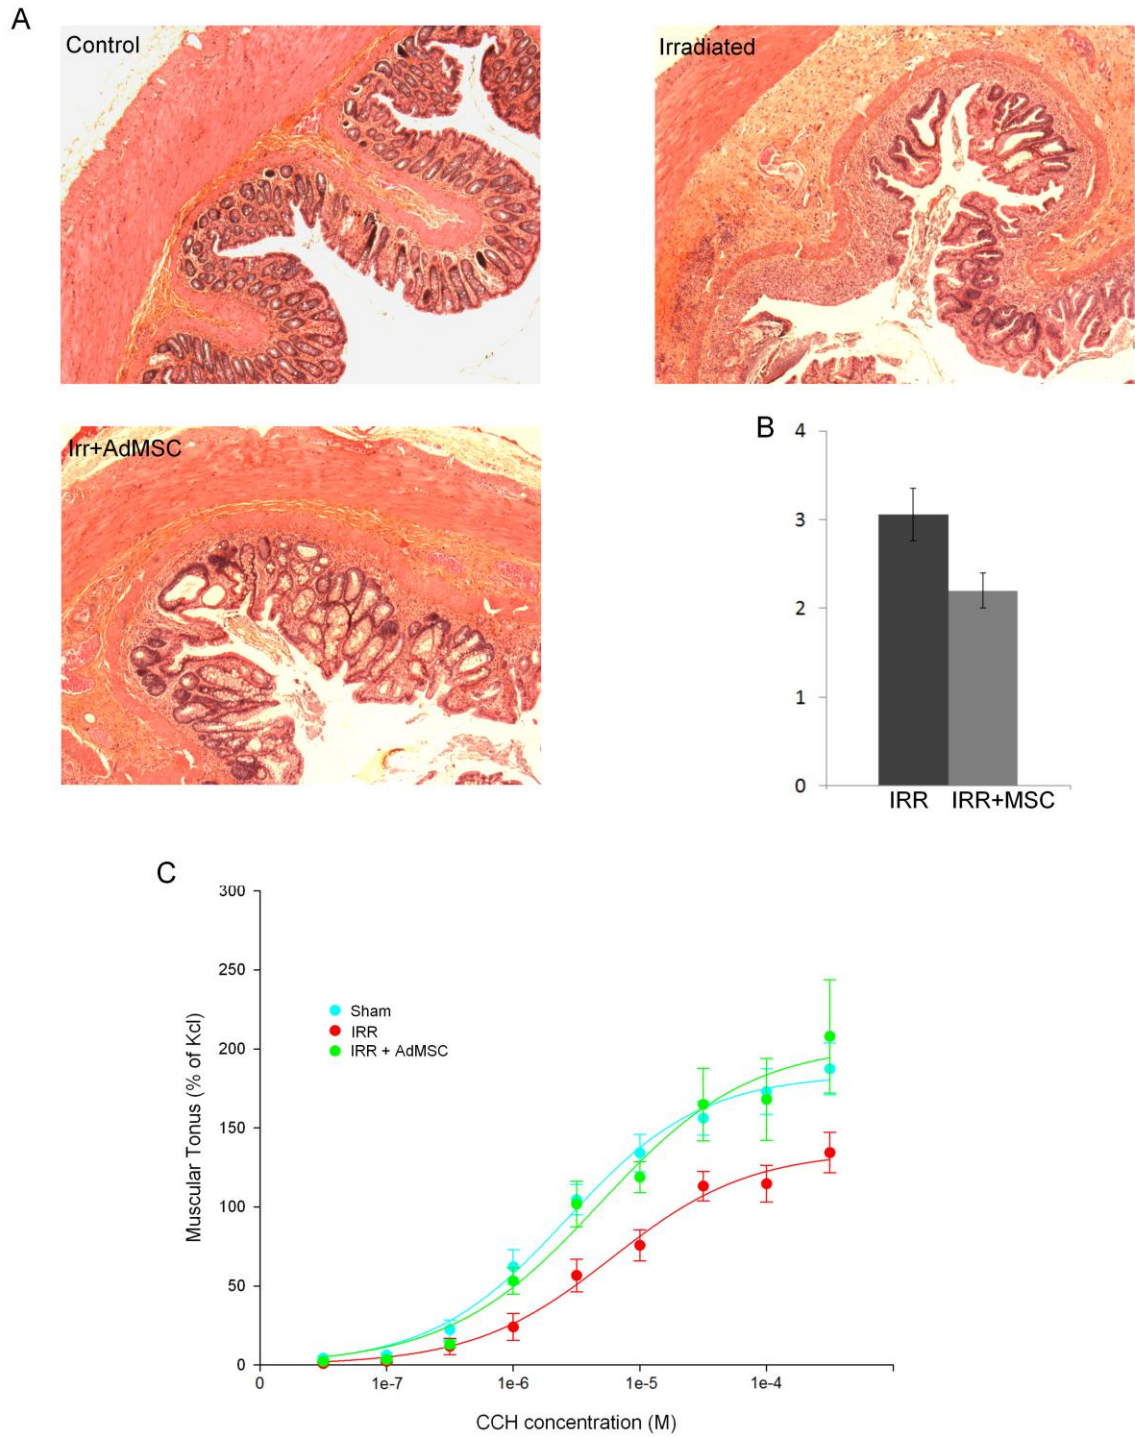 A
Control
Irradiated
Irr+AdMSC
B
4
3
2
1
0
IRR IRR+MSC
C
300
250
200
150
100
50
0
Muscular Tonus (% of Kcl)
Sham
IRR
IRR + AdMSC
0 1e-7 1e-6 1e-5 1e-4
CCH concentration (M)